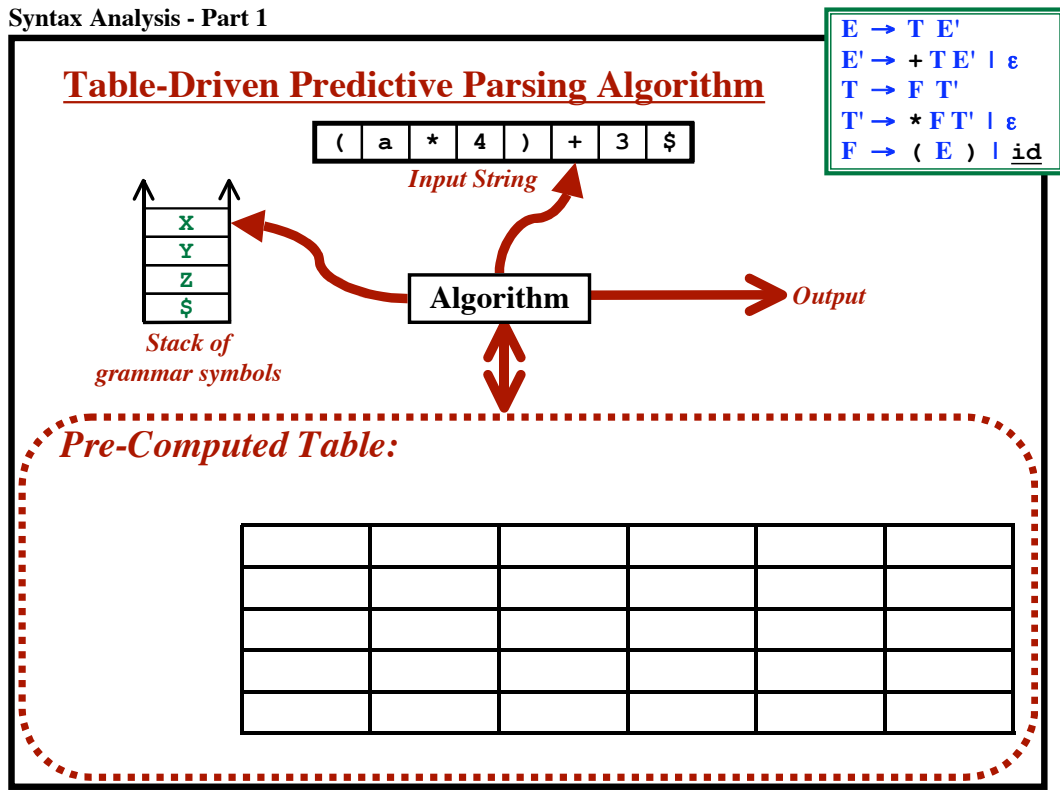 Syntax Analysis - Part 1
E → T E'
E' → + T E' | ε
T → F T'
T' → * F T' | ε
F → ( E ) | id
Table-Driven Predictive Parsing Algorithm
( a * 4 ) + 3 $
Input String
X
Y
Z
$
Stack of
grammar symbols
Algorithm
Output
Pre-Computed Table: